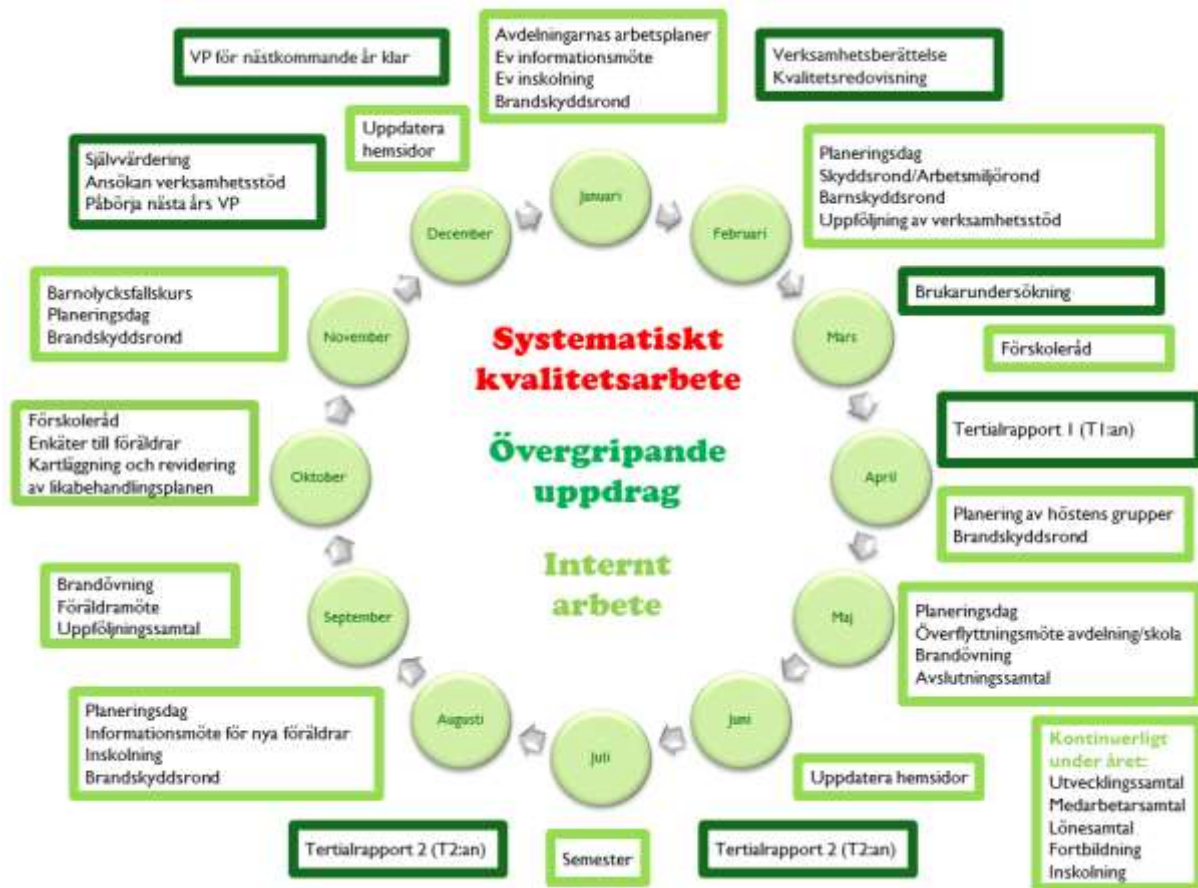 VP för nästkommande år klar
Avdelningarnas arbetsplaner
Ev informationsmöte
Ev inskolning
Brandskyddsrond
Verksamhetsberättelse
Kvalitetsredovisning
Uppdatera
hemsidor
Självvärdering
Ansökan verksamhetsstöd
Påbörja nästa års VP
Planeringsdag
Skyddsrond/Arbetsmiljörond
Barnskyddsrond
Uppföljning av verksamhetsstöd
Januari
Februari
December
Barnolycksfallskurs
Planeringsdag
Brandskyddsrond
November
Mars
Brukarundersökning
Förskoleråd
Systematiskt
kvalitetsarbete
Övergripande
uppdrag
Internt
arbete
Förskoleråd
Enkäter till föräldrar
Kartläggning och revidering
av likabehandlingsplanen
Oktober
April
Tertialrapport 1 (T1:an)
Planering av höstens grupper
Brandskyddsrond
Brandövning
Föräldramöte
Uppföljningssamtal
September
Maj
Planeringsdag
Överflyttningsmöte avdelning/skola
Brandövning
Avslutningssamtal
Planeringsdag
Informationsmöte för nya föräldrar
Inskolning
Brandskyddsrond
Augusti
Juli
Juni
Uppdatera hemsidor
Kontinuerligt
under året:
Utvecklingssamtal
Medarbetarsamtal
Lönesamtal
Fortbildning
Inskolning
Tertialrapport 2 (T2:an)
Semester
Tertialrapport 2 (T2:an)